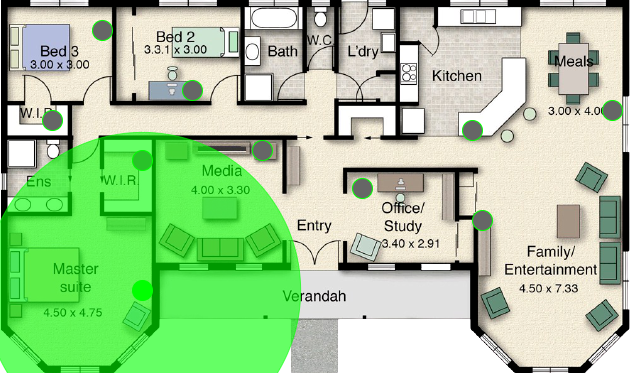 Bed 3
3.00 x 3.00
Bed 2
3.3.1 x 3.00
Bath
W.C
L'dry
Kitchen
Meals
3.00 x 4.00
W.I.R.
Ens
W.I.R.
Media
4.00 x 3.30
Office/
Study
3.40 x 2.91
Entry
Family/
Entertainment
4.50 x 7.33
Master
suite
4.50 x 4.75
Verandah